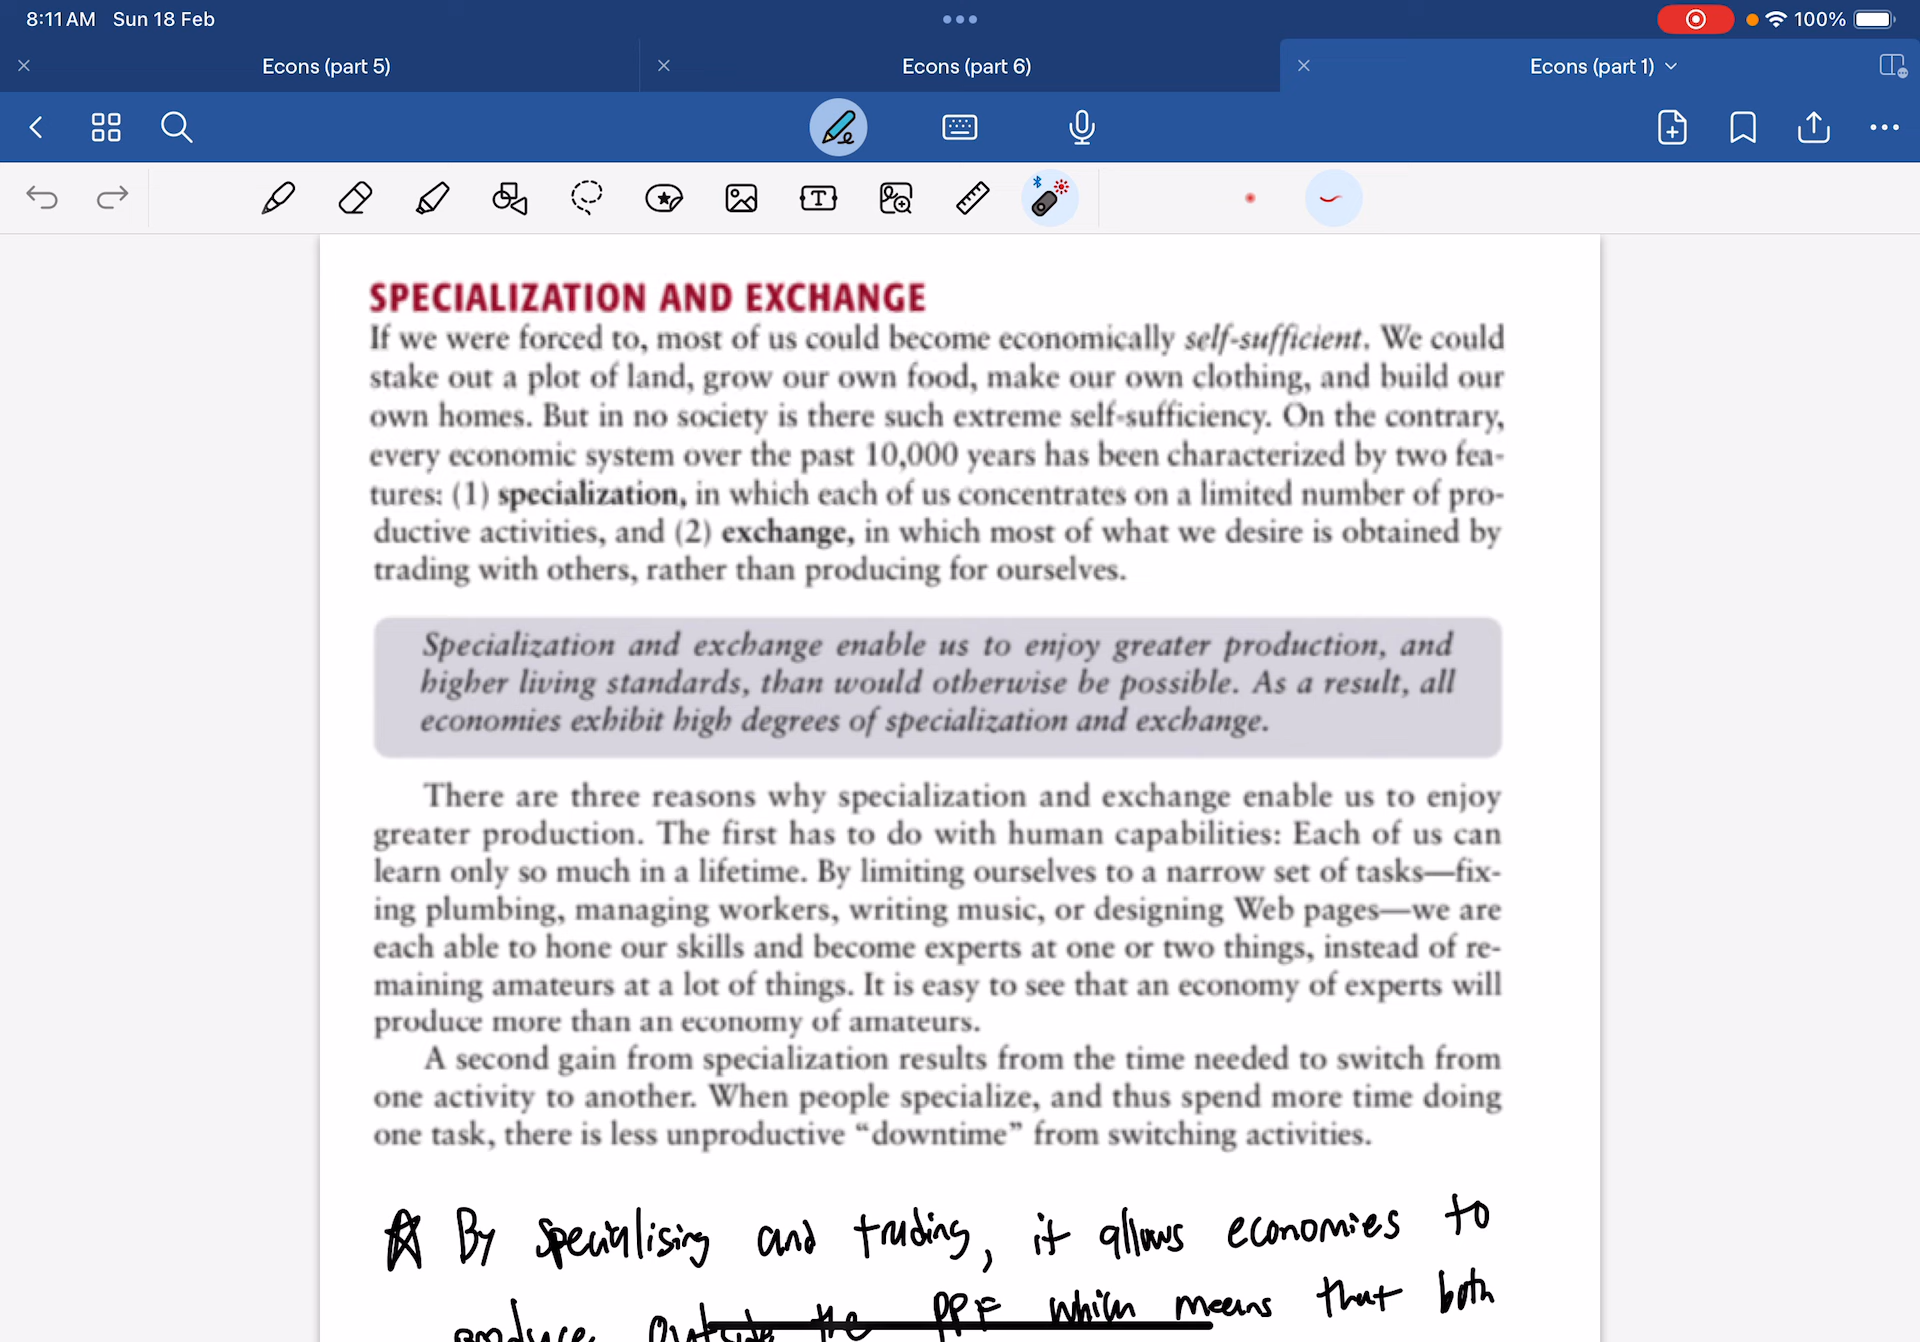 8:11 AM Sun 18 Feb
100%
Econs (part 5)
Econs (part 6)
Econs (part 1)
SPECIALIZATION AND EXCHANGE
If we were forced to, most of us could become economically self-sufficient. We could
stake out a plot of land, grow our own food, make our own clothing, and build our
own homes. But in no society is there such extreme self-sufficiency. On the contrary,
every economic system over the past 10,000 years has been characterized by two fea-
tures: (1) specialization, in which each of us concentrates on a limited number of pro-
ductive activities, and (2) exchange, in which most of what we desire is obtained by
trading with others, rather than producing for ourselves.
Specialization and exchange enable us to enjoy greater production, and
higher living standards, than would otherwise be possible. As a result, all
economies exhibit high degrees of specialization and exchange.
There are three reasons why specialization and exchange enable us to enjoy
greater production. The first has to do with human capabilities: Each of us can
learn only so much in a lifetime. By limiting ourselves to a narrow set of tasks—fix-
ing plumbing, managing workers, writing music, or designing Web pages—we are
each able to hone our skills and become experts at one or two things, instead of re-
maining amateurs at a lot of things. It is easy to see that an economy of experts will
produce more than an economy of amateurs.
A second gain from specialization results from the time needed to switch from
one activity to another. When people specialize, and thus spend more time doing
one task, there is less unproductive “downtime” from switching activities.
By specialising and trading, it allows economies to
produce outside the PPF which means that both